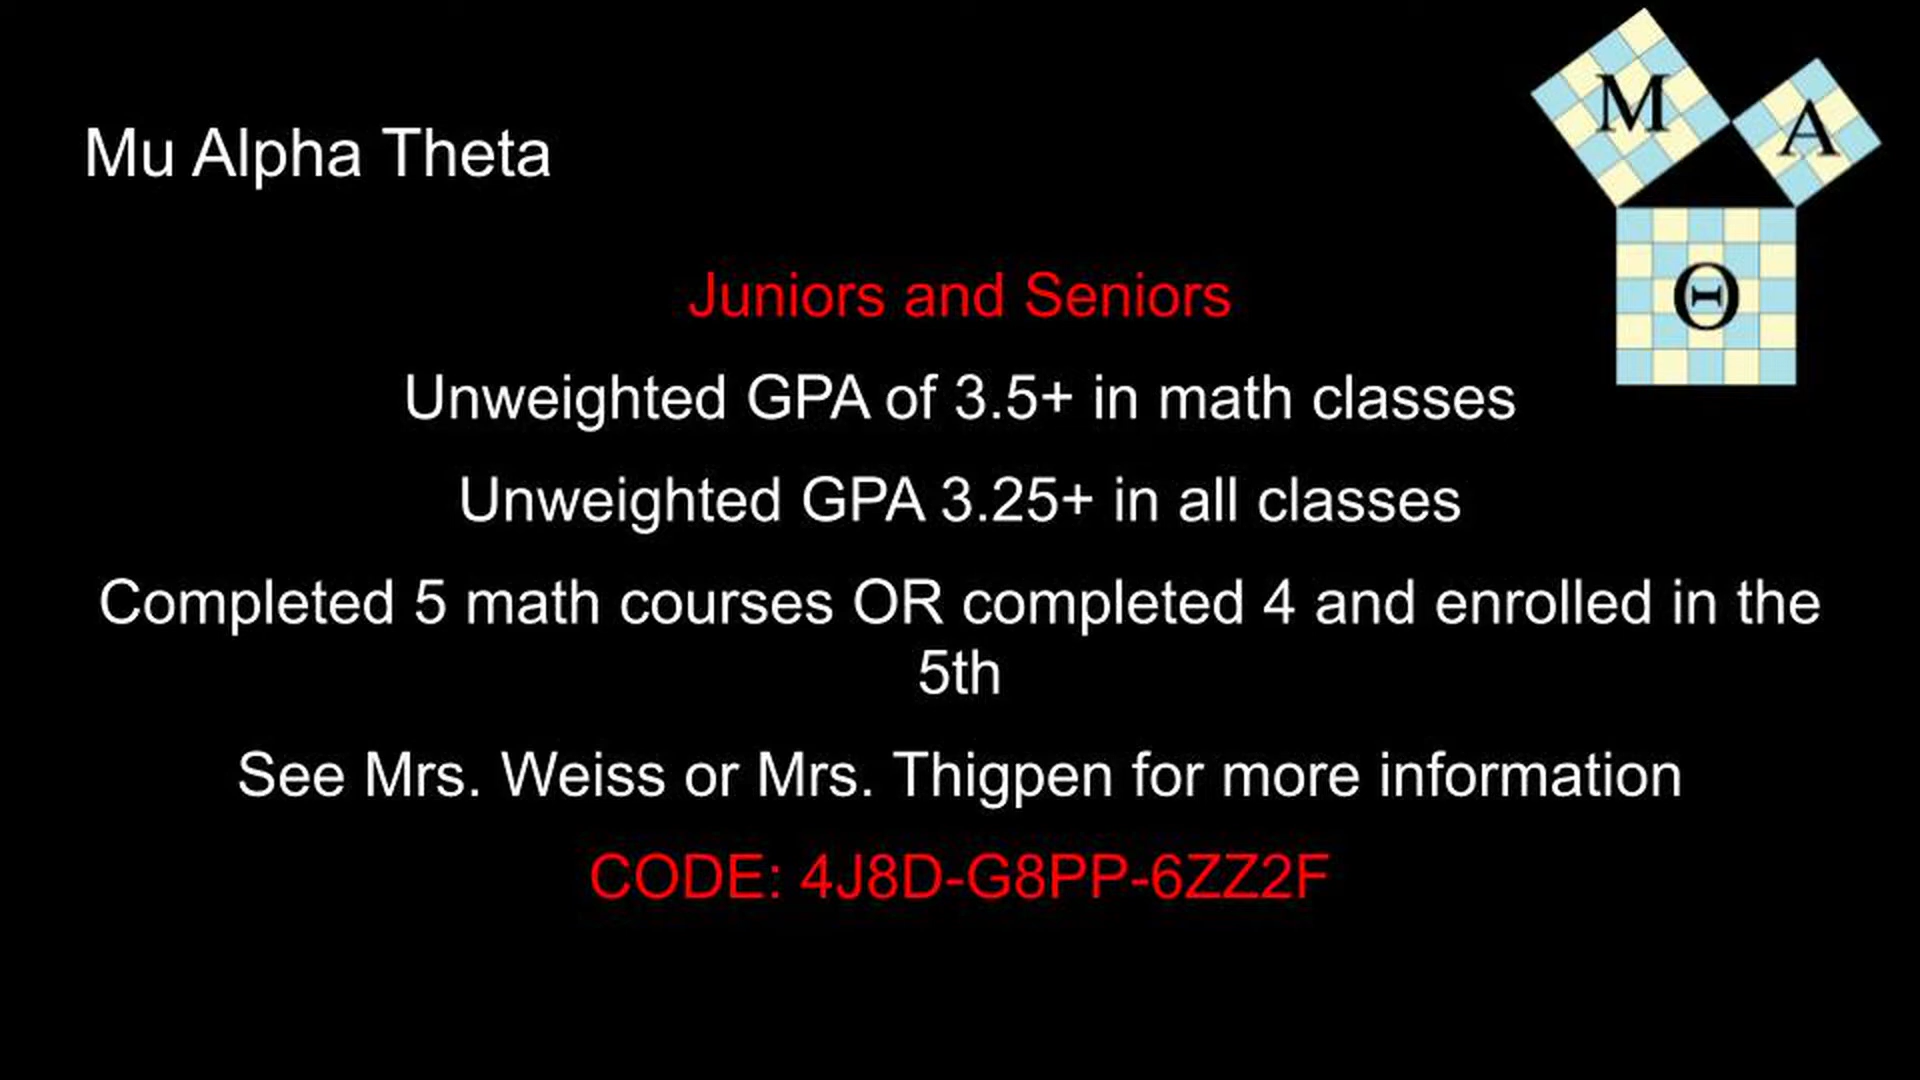 Mu Alpha Theta
M
A
Θ
Juniors and Seniors
Unweighted GPA of 3.5+ in math classes
Unweighted GPA 3.25+ in all classes
Completed 5 math courses OR completed 4 and enrolled in the
5th
See Mrs. Weiss or Mrs. Thigpen for more information
CODE: 4J8D-G8PP-6ZZ2F